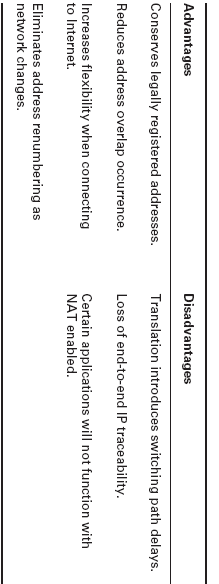 Advantages Disadvantages
Conserves legally registered addresses. Translation introduces switching path delays.
Reduces address overlap occurrence. Loss of end-to-end IP traceability.
Increases flexibility when connecting Certain applications will not function with
to Internet. NAT enabled.
Eliminates address renumbering as
network changes.